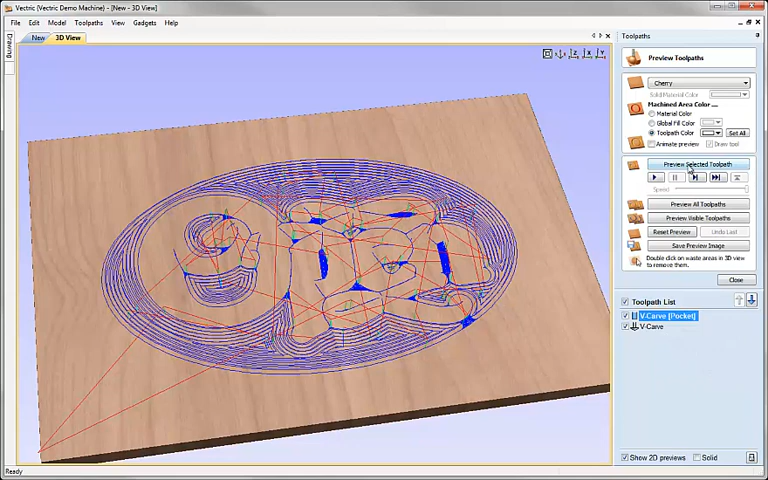 Vectric (Vectric Demo Machine) - [New - 3D View]
File Edit Model Toolpaths View Gadgets Help
Drawing
New 3D View
Toolpaths
Preview Toolpaths
Cherry
Solid Material Color
Machined Area Color ....
Material Color
Global Fill Color
Toolpath Color Set All
Animate preview Draw tool
Preview Selected Toolpath
Speed
Preview All Toolpaths
Preview Visible Toolpaths
Reset Preview Undo Last
Save Preview Image
Double click on waste areas in 3D view
to remove them.
Close
Toolpath List
V-Carve [Pocket]
V-Carve
Show 2D previews Solid
Ready